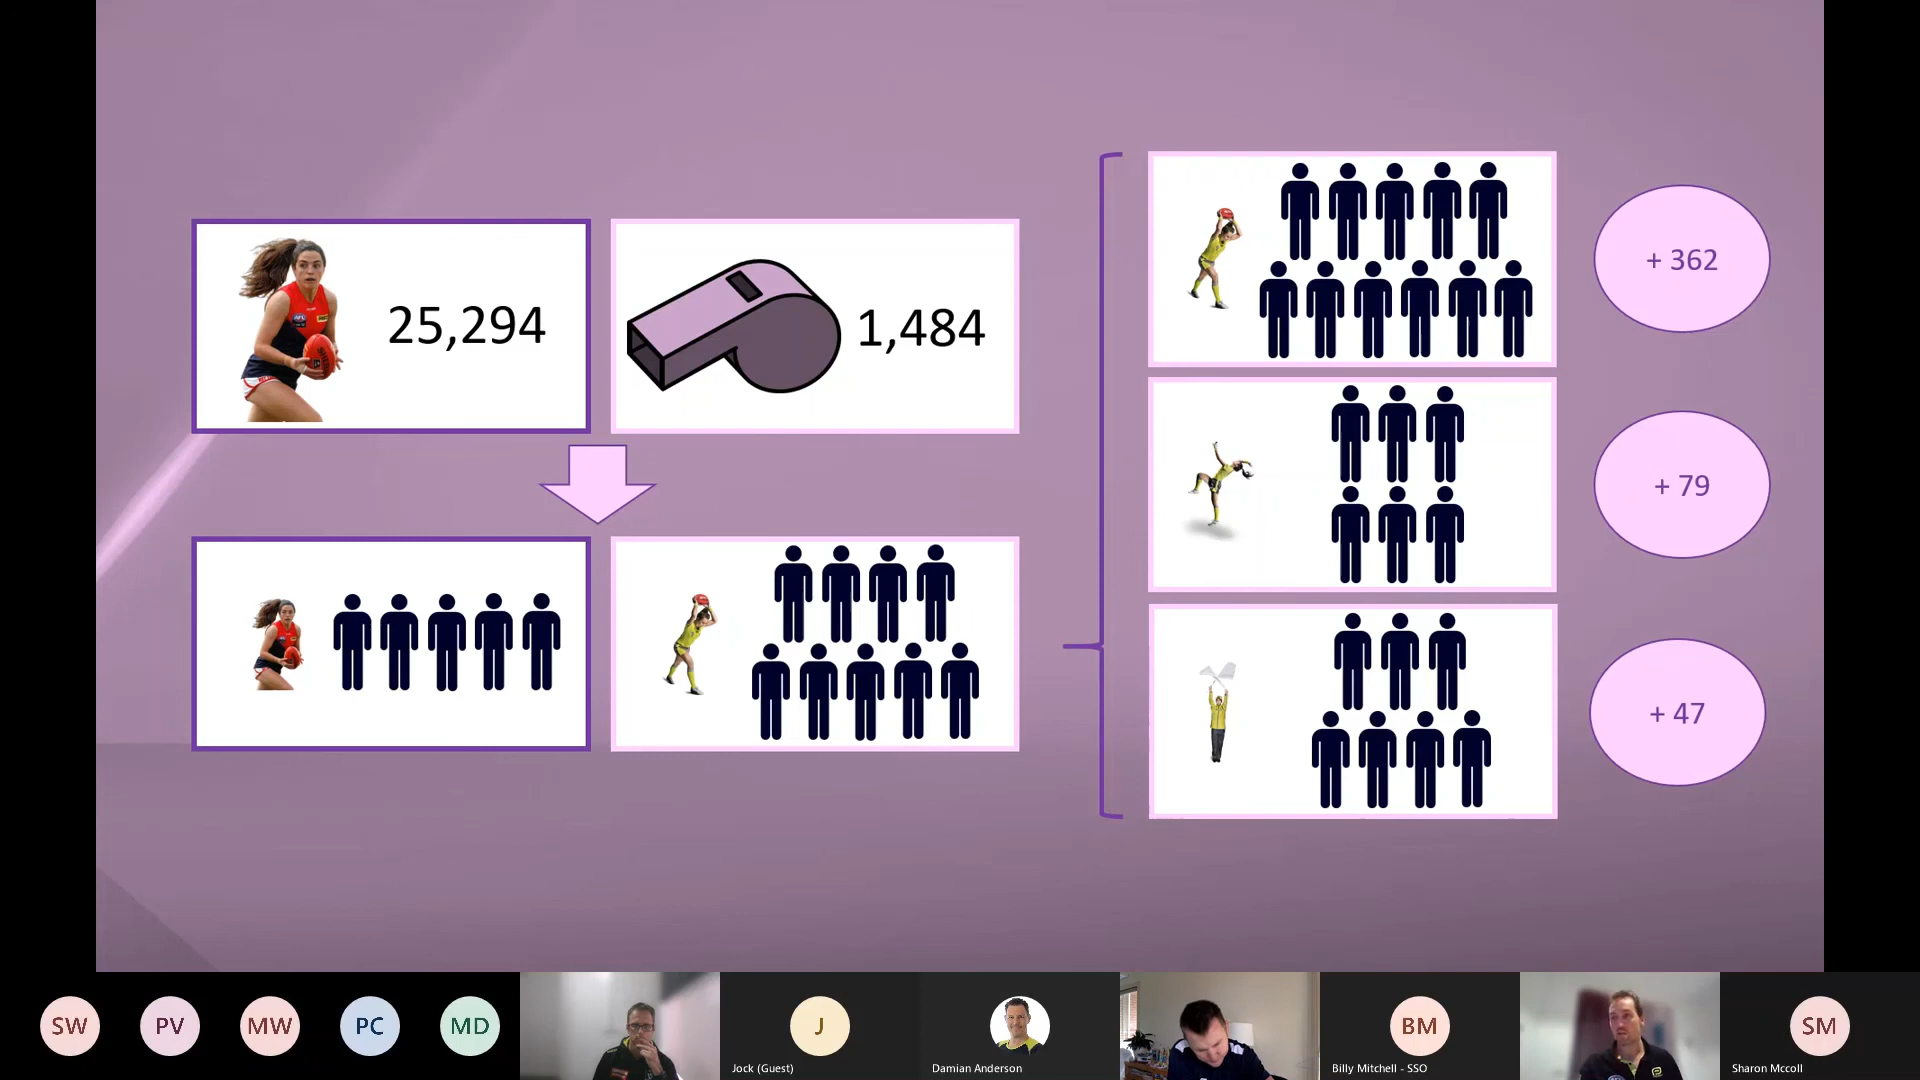 25,294
1,484
+ 362
+ 79
+ 47
SW
PV
MW
PC
MD
J
Jock (Guest)
Damian Anderson
BM
Billy Mitchell - SSO
SM
Sharon Mccoll